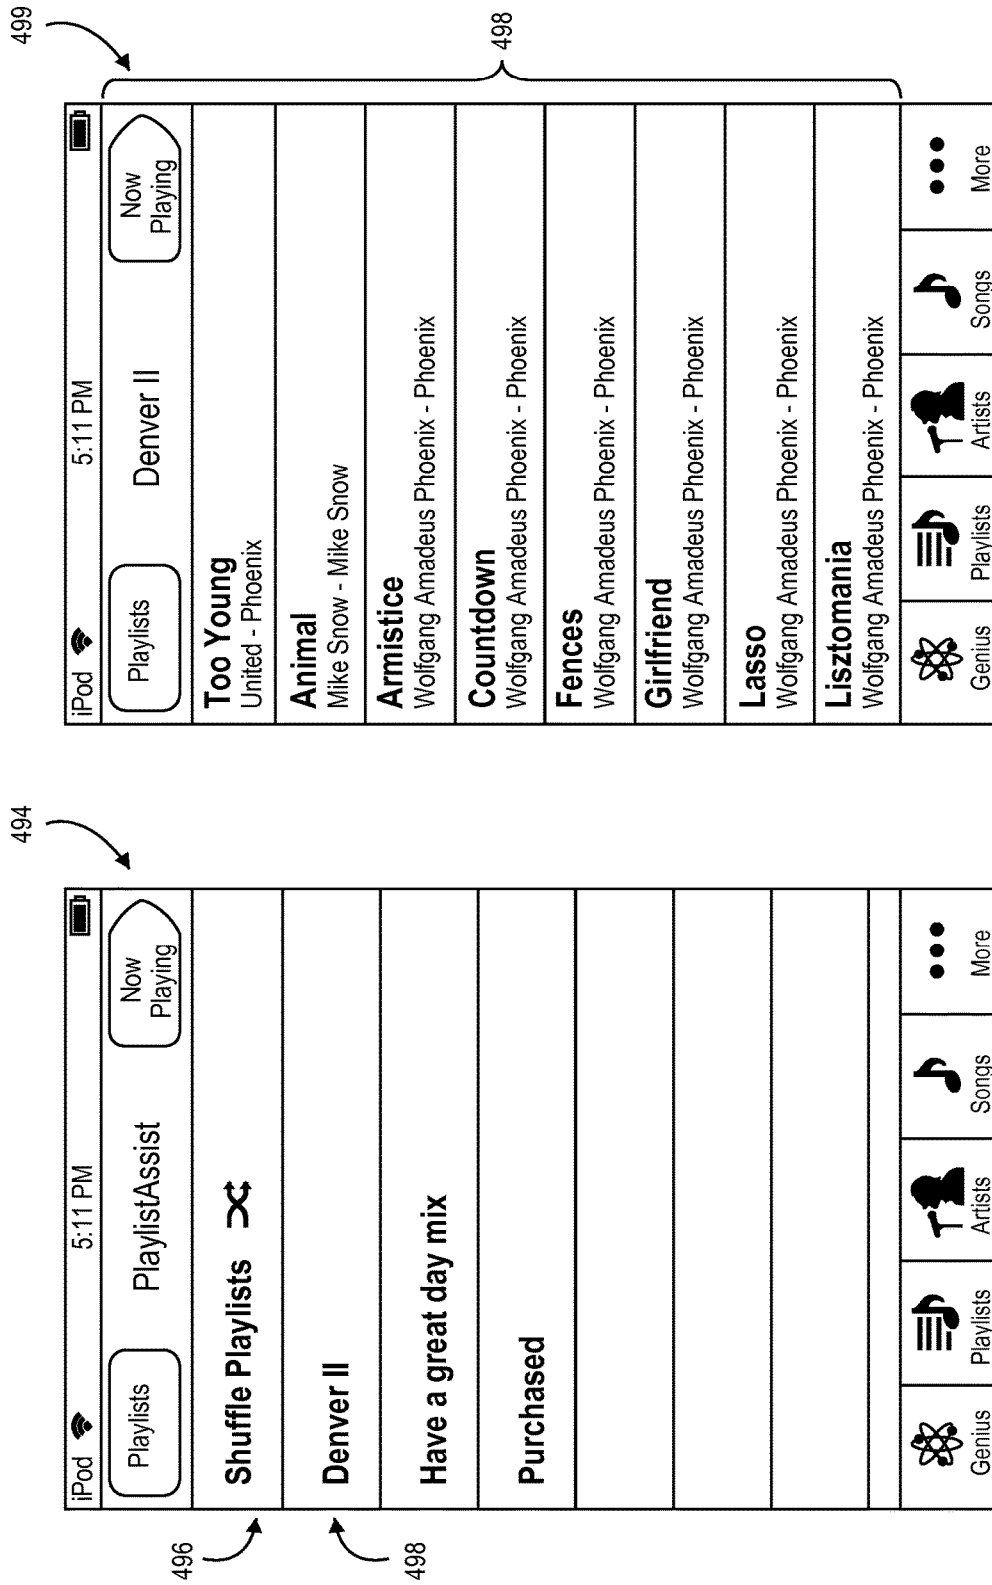 494
iPod
5:11 PM
Playlists
PlaylistAssist
Now
Playing
496
Shuffle Playlists
498
Denver II
Have a great day mix
Purchased
Genius
Playlists
Artists
Songs
More
499
iPod
5:11 PM
Playlists
Denver II
Now
Playing
498
Too Young
United - Phoenix
Animal
Mike Snow - Mike Snow
Armistice
Wolfgang Amadeus Phoenix - Phoenix
Countdown
Wolfgang Amadeus Phoenix - Phoenix
Fences
Wolfgang Amadeus Phoenix - Phoenix
Girlfriend
Wolfgang Amadeus Phoenix - Phoenix
Lasso
Wolfgang Amadeus Phoenix - Phoenix
Lisztomania
Wolfgang Amadeus Phoenix - Phoenix
Genius
Playlists
Artists
Songs
More